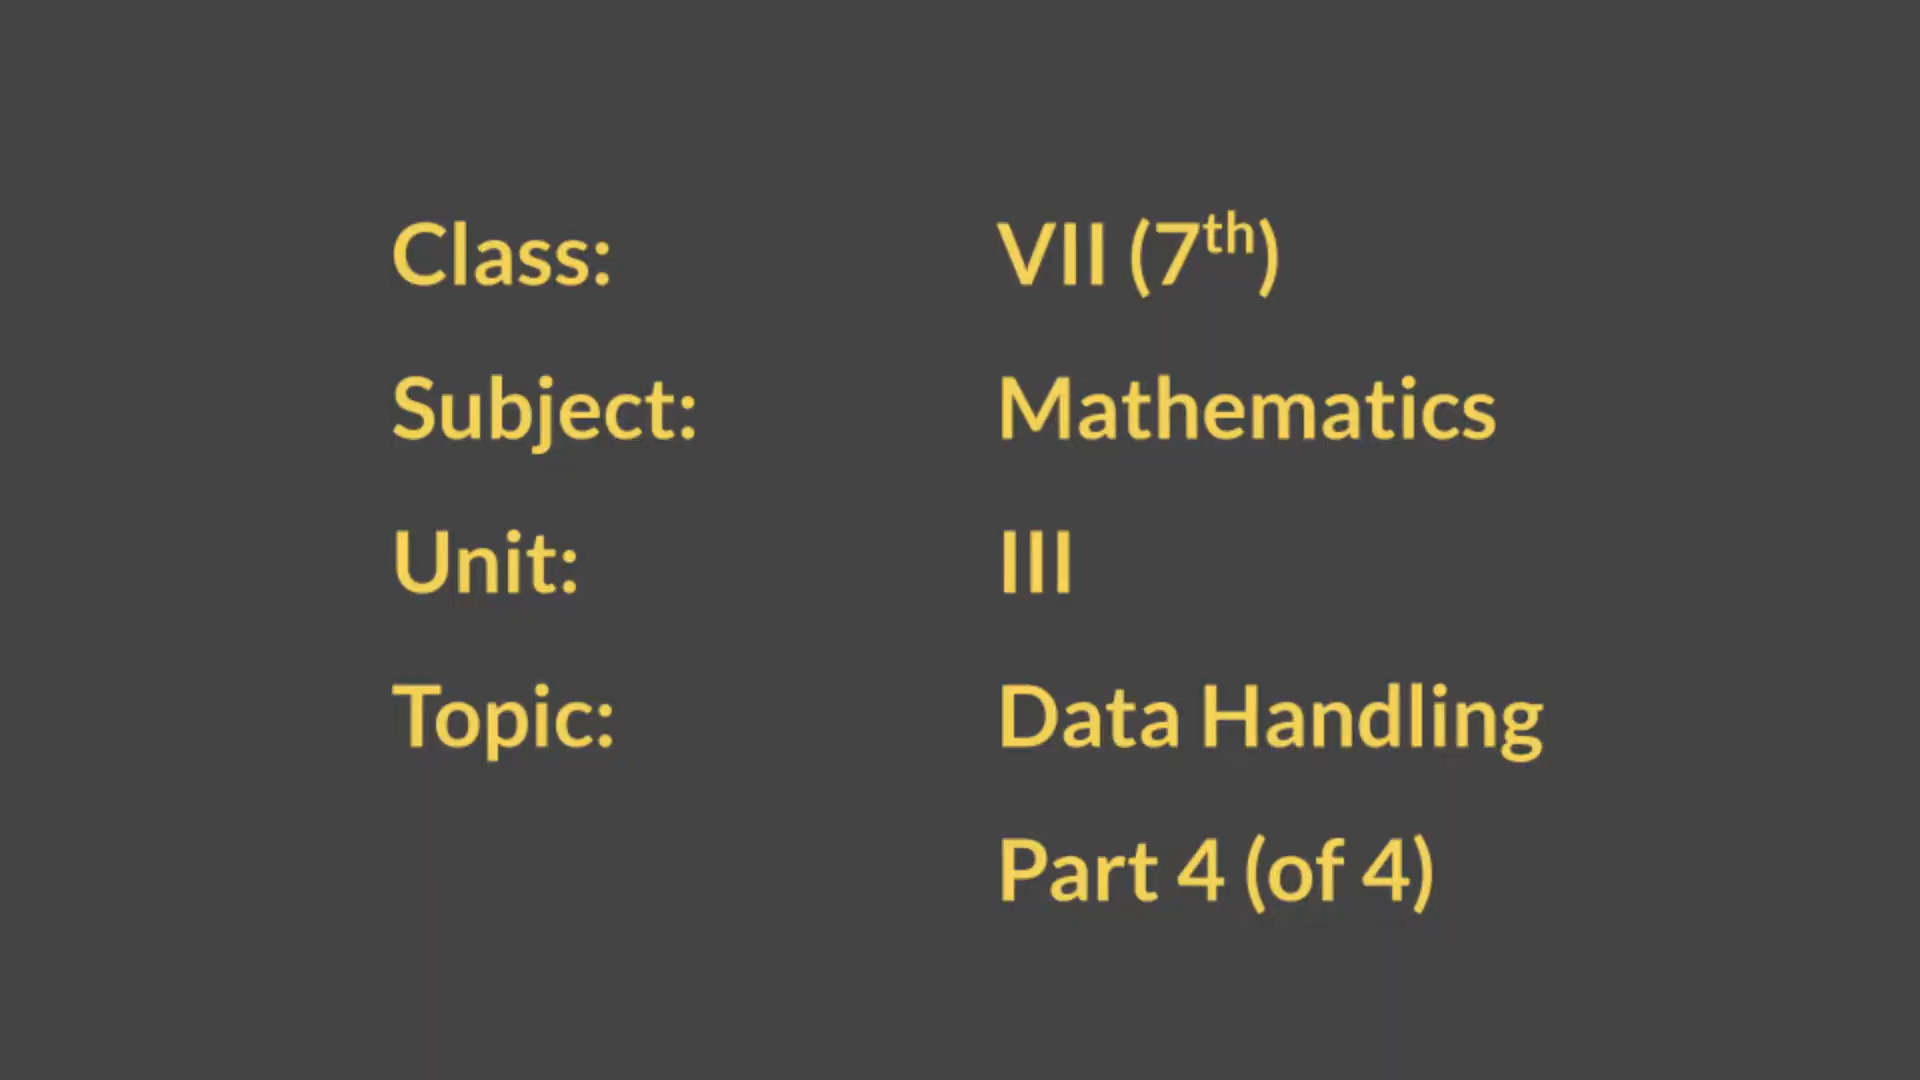 Class: VII (7th)
Subject: Mathematics
Unit: III
Topic: Data Handling
Part 4 (of 4)